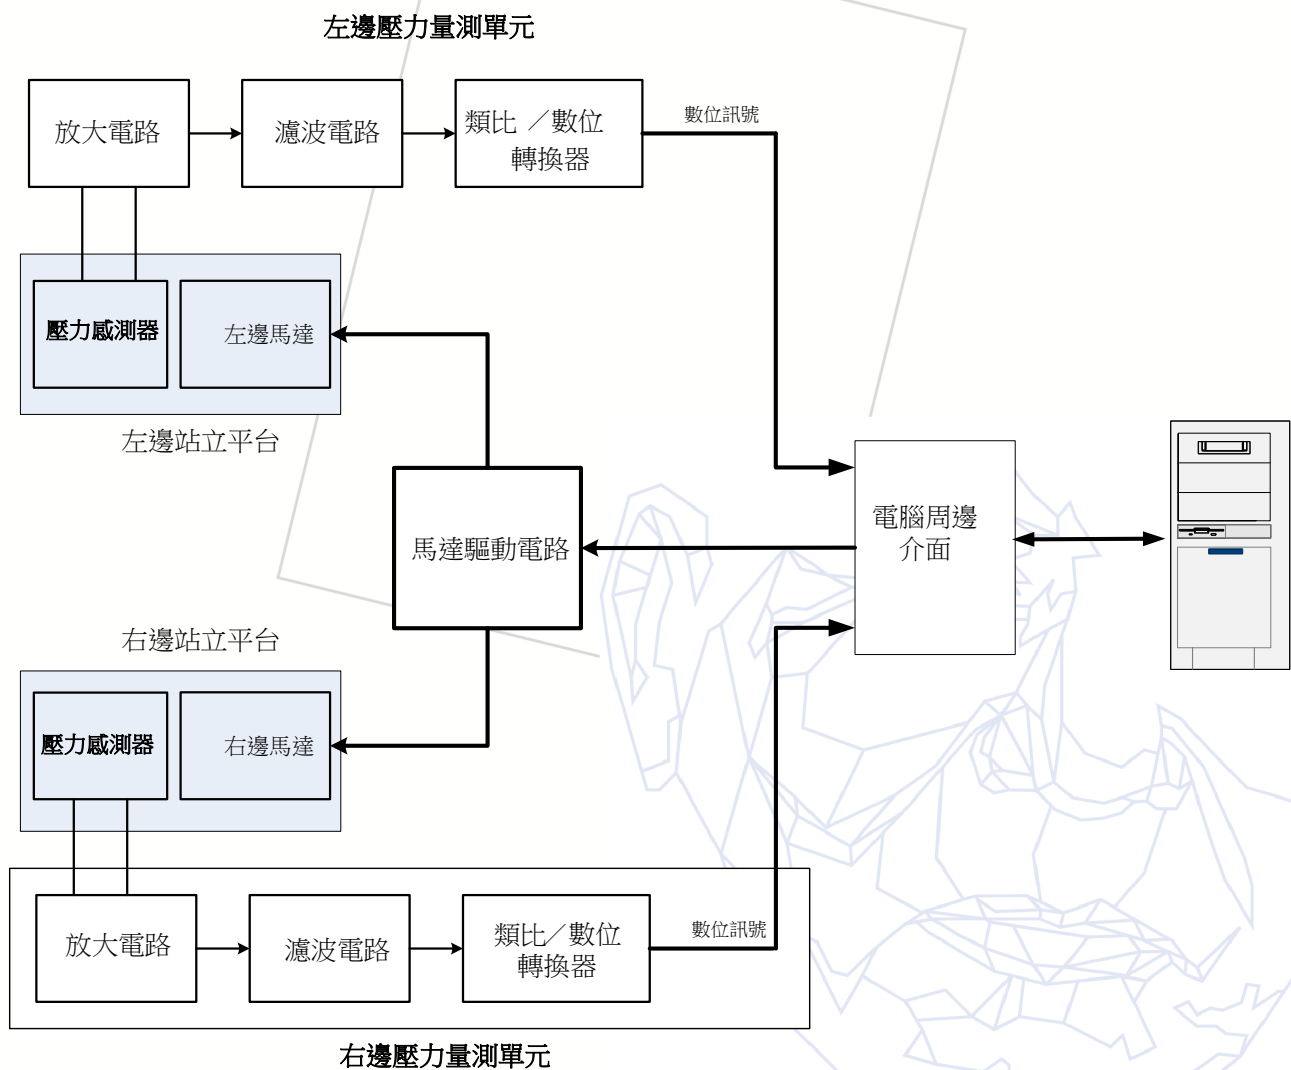 左邊壓力量測單元
放大電路
濾波電路
類比 ／數位
轉換器
數位訊號
壓力感測器
左邊馬達
左邊站立平台
馬達驅動電路
電腦周邊
介面
右邊站立平台
壓力感測器
右邊馬達
放大電路
濾波電路
類比／數位
轉換器
數位訊號
右邊壓力量測單元